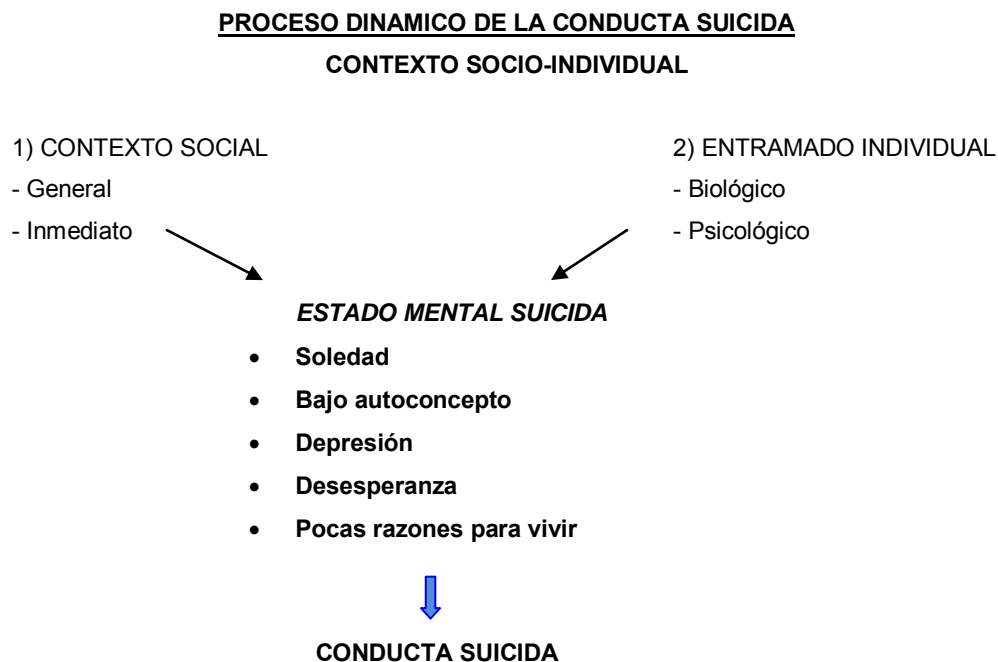 PROCESO DINAMICO DE LA CONDUCTA SUICIDA
CONTEXTO SOCIO-INDIVIDUAL
1) CONTEXTO SOCIAL
- General
- Inmediato
2) ENTRAMADO INDIVIDUAL
- Biológico
- Psicológico
ESTADO MENTAL SUICIDA
• Soledad
• Bajo autoconcepto
• Depresión
• Desesperanza
• Pocas razones para vivir
CONDUCTA SUICIDA